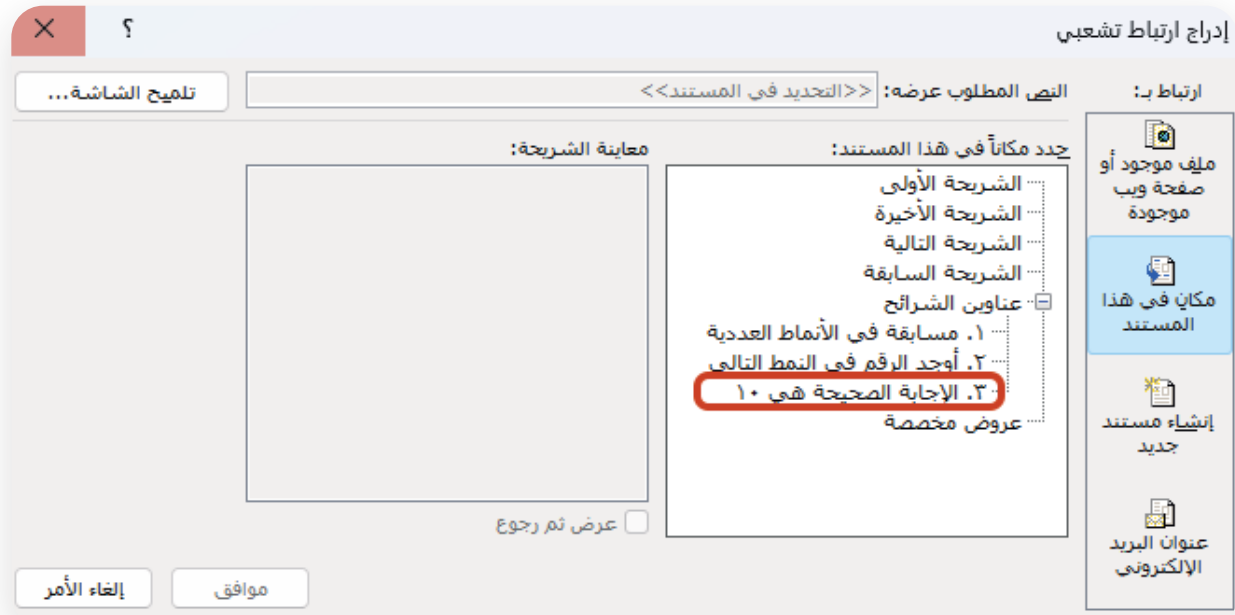 إدراج ارتباط تشعبي
؟
ارتباط بـ:
النص المطلوب عرضه:
<<التحديد في المستند>>
تلميح الشاشة...
ملف موجود أو
صفحة ويب
موجودة
مكان في هذا
المستند
إنشاء مستند
جديد
عنوان البريد
الإلكتروني
حدد مكاناً في هذا المستند:
الشريحة الأولى
الشريحة الأخيرة
الشريحة التالية
الشريحة السابقة
عناوين الشرائح
١. مسابقة في الأنماط العددية
٢. أوجد الرقم في النمط التالي
٣. الإجابة الصحيحة هي ١٠
عروض مخصصة
معاينة الشريحة:
عرض ثم رجوع
موافق
إلغاء الأمر